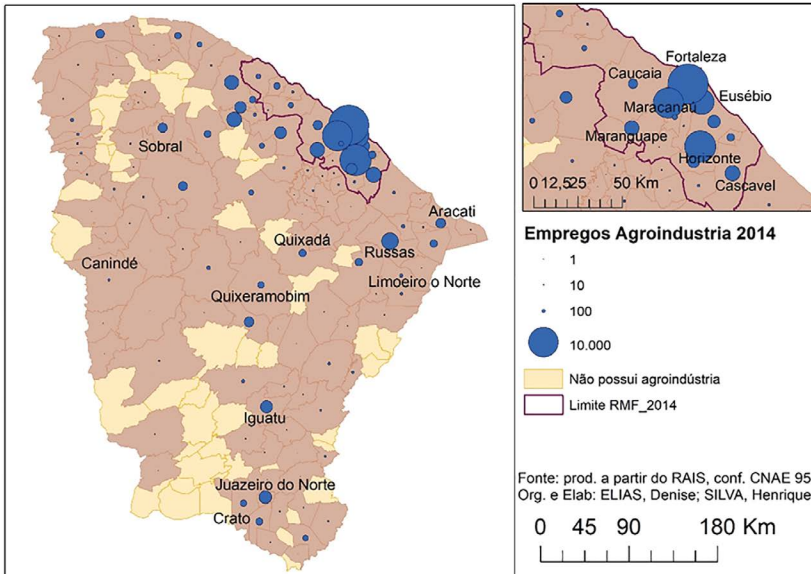 Sobral
Canindé
Quixadá
Quixeramobim
Aracati
Russas
Limoeiro o Norte
Iguatu
Juazeiro do Norte
Crato
Fortaleza
Caucaia
Eusébio
Maracanaú
Maranguape
Horizonte
Cascavel
0 12,525 50 Km
Empregos Agroindustria 2014
1
10
100
10.000
Não possui agroindústria
Limite RMF_2014
Fonte: prod. a partir do RAIS, conf. CNAE 95
Org. e Elab: ELIAS, Denise; SILVA, Henrique
0 45 90 180 Km